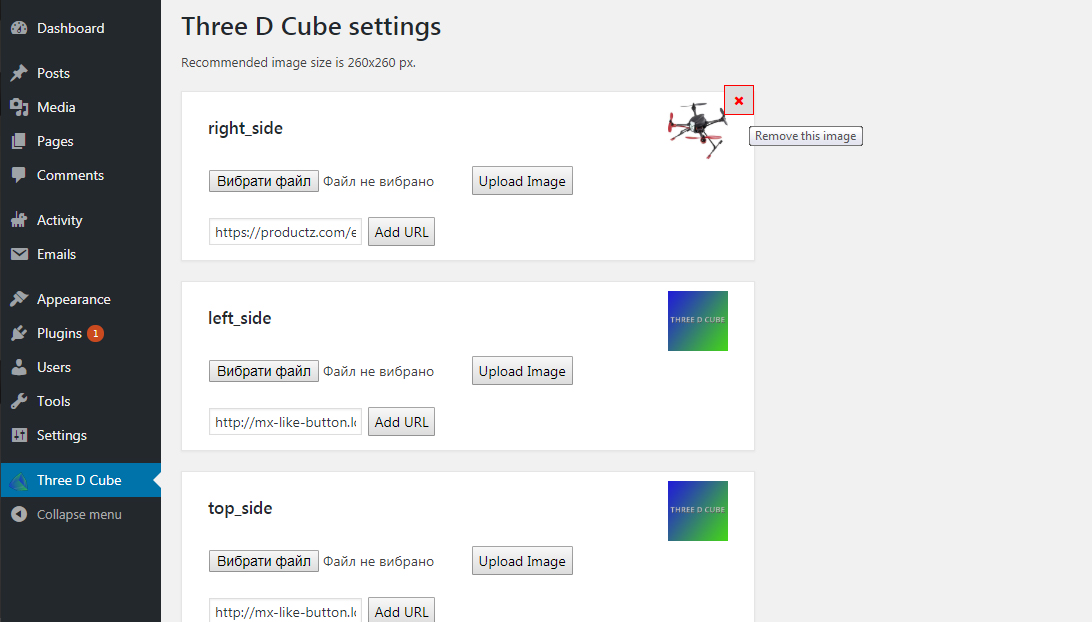 Dashboard
Posts
Media
Pages
Comments
Activity
Emails
Appearance
Plugins 1
Users
Tools
Settings
Three D Cube
Collapse menu
Three D Cube settings
Recommended image size is 260x260 px.
right_side
Remove this image
Вибрати файл Файл не вибрано Upload Image
https://productz.com/e Add URL
left_side
THREE D CUBE
Вибрати файл Файл не вибрано Upload Image
http://mx-like-button.lo Add URL
top_side
THREE D CUBE
Вибрати файл Файл не вибрано Upload Image
http://mx-like-button.lo Add URL